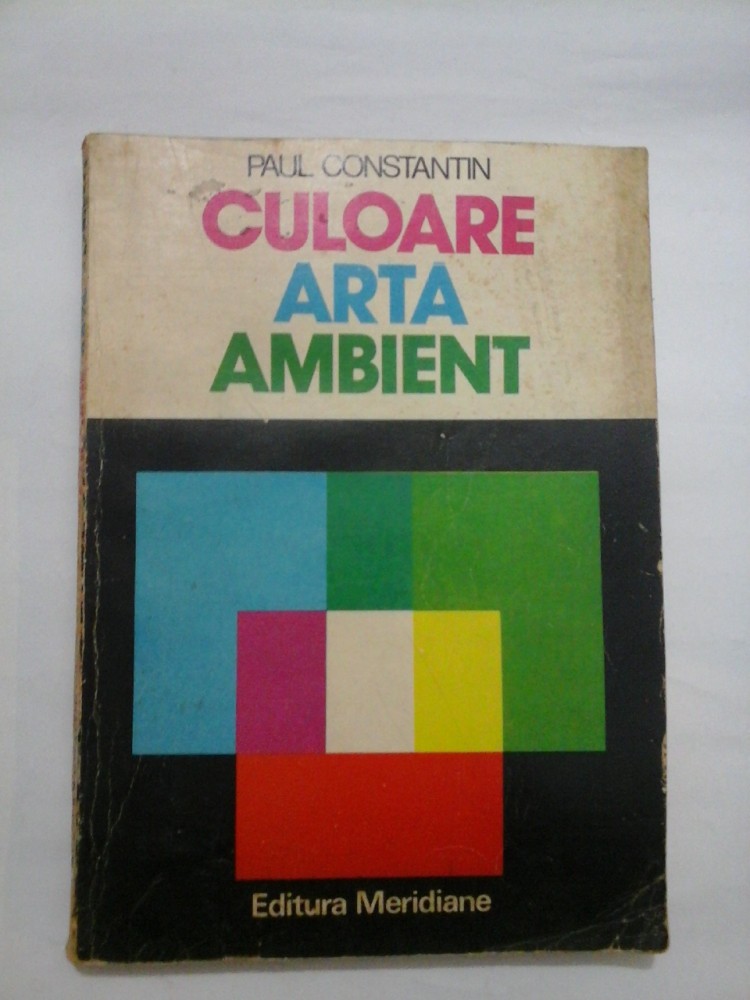 PAUL CONSTANTIN
CULOARE
ARTA
AMBIENT
Editura Meridiane